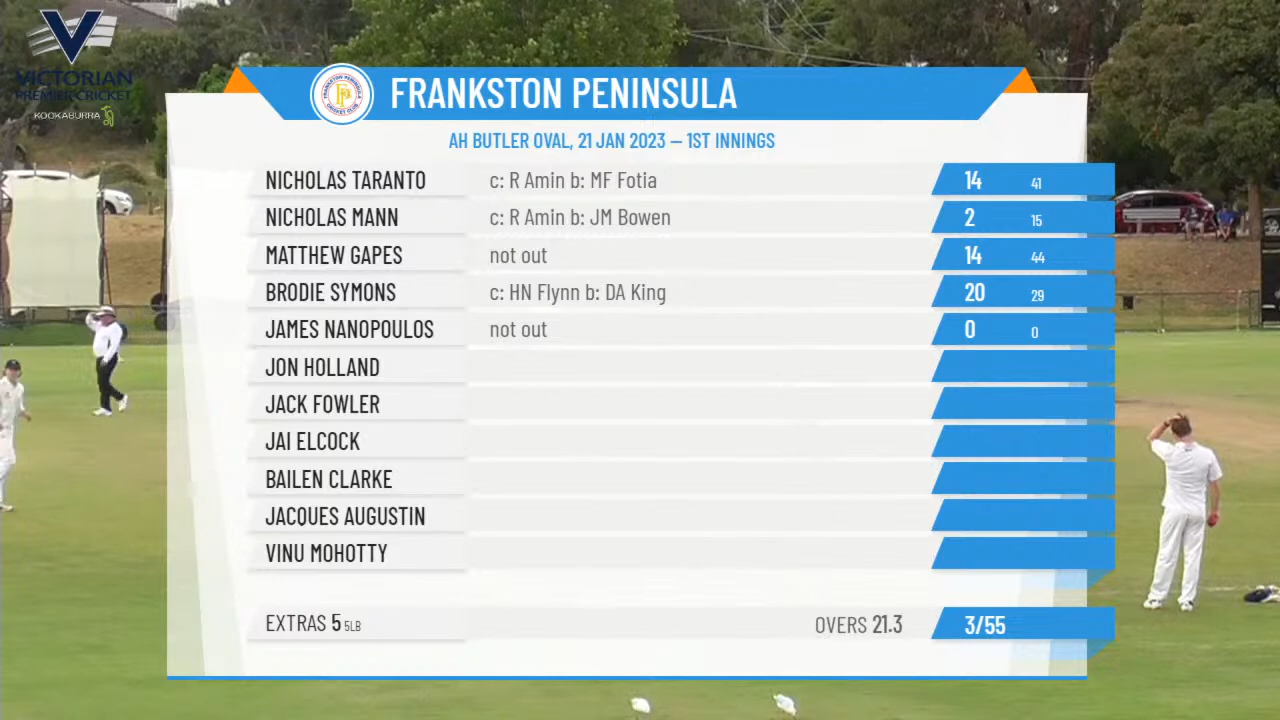 VICTORIAN
PREMIER CRICKET
KOOKABURRA
FRANKSTON PENINSULA
AH BUTLER OVAL, 21 JAN 2023 – 1ST INNINGS
NICHOLAS TARANTO c: R Amin b: MF Fotia 14 41
NICHOLAS MANN c: R Amin b: JM Bowen 2 15
MATTHEW GAPES not out 14 44
BRODIE SYMONS c: HN Flynn b: DA King 20 29
JAMES NANOPOULOS not out 0 0
JON HOLLAND
JACK FOWLER
JAI ELCOCK
BAILEN CLARKE
JACQUES AUGUSTIN
VINU MOHOTTY
EXTRAS 5 5LB OVERS 21.3 3/55